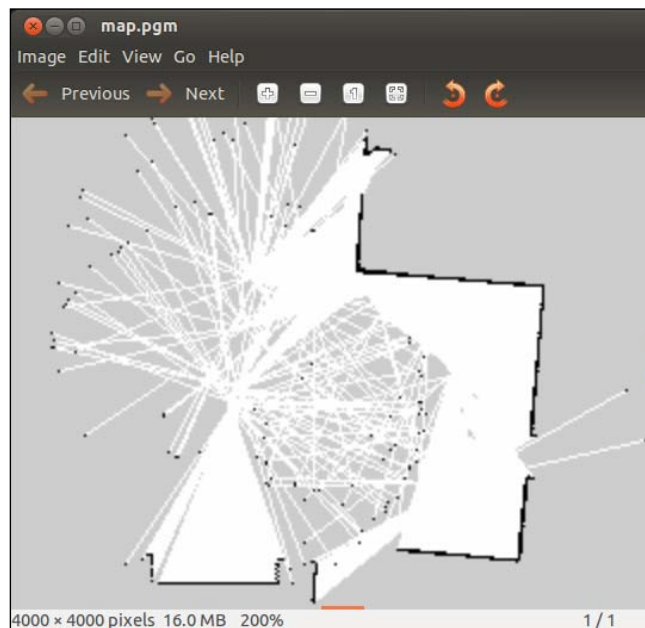 map.pgm
Image Edit View Go Help
Previous Next
4000 × 4000 pixels 16.0 MB 200% 1 / 1